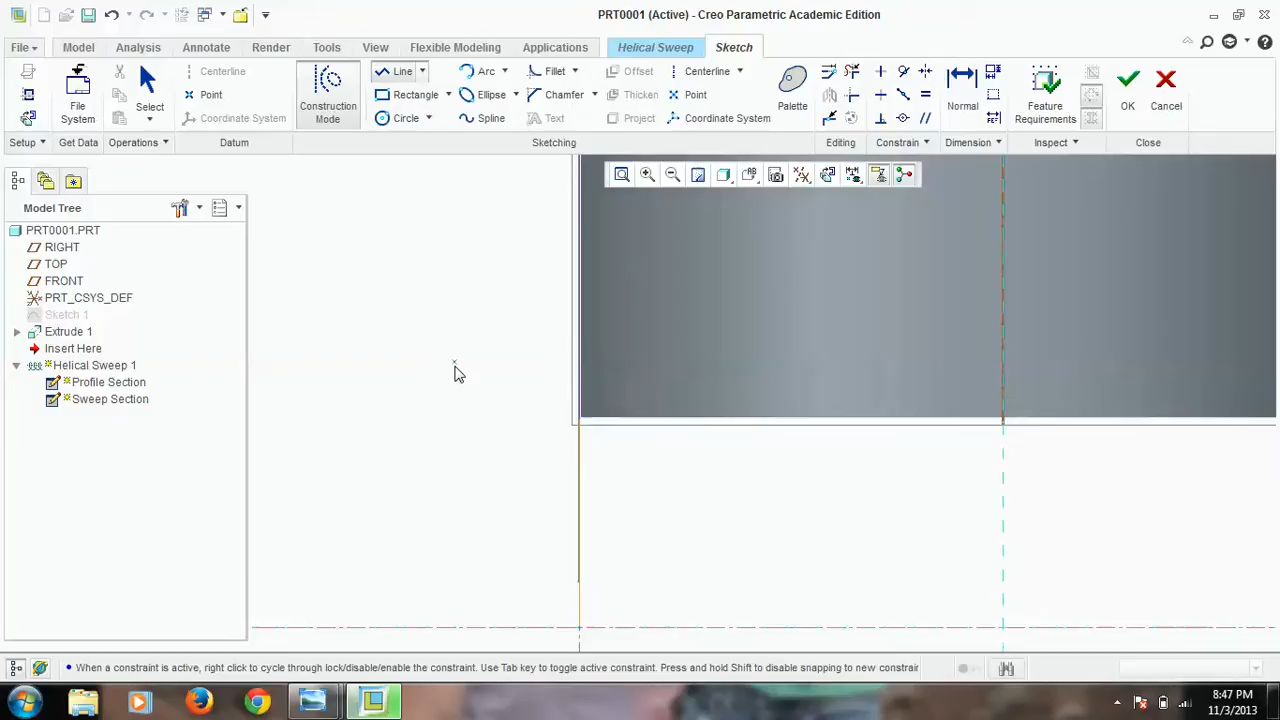 PRT0001 (Active) - Creo Parametric Academic Edition
File Model Analysis Annotate Render Tools View Flexible Modeling Applications Helical Sweep Sketch
Centerline Line Arc Fillet Offset Centerline
File System Select Point Construction Mode Rectangle Ellipse Chamfer Thicken Point Palette Normal Feature Requirements OK Cancel
Coordinate System Circle Spline Text Project Coordinate System
Setup Get Data Operations Datum Sketching Editing Constrain Dimension Inspect Close
Model Tree
PRT0001.PRT
RIGHT
TOP
FRONT
PRT_CSYS_DEF
Sketch 1
Extrude 1
Insert Here
Helical Sweep 1
Profile Section
Sweep Section
• When a constraint is active, right click to cycle through lock/disable/enable the constraint. Use Tab key to toggle active constraint. Press and hold Shift to disable snapping to new constrair
8:47 PM
11/3/2013